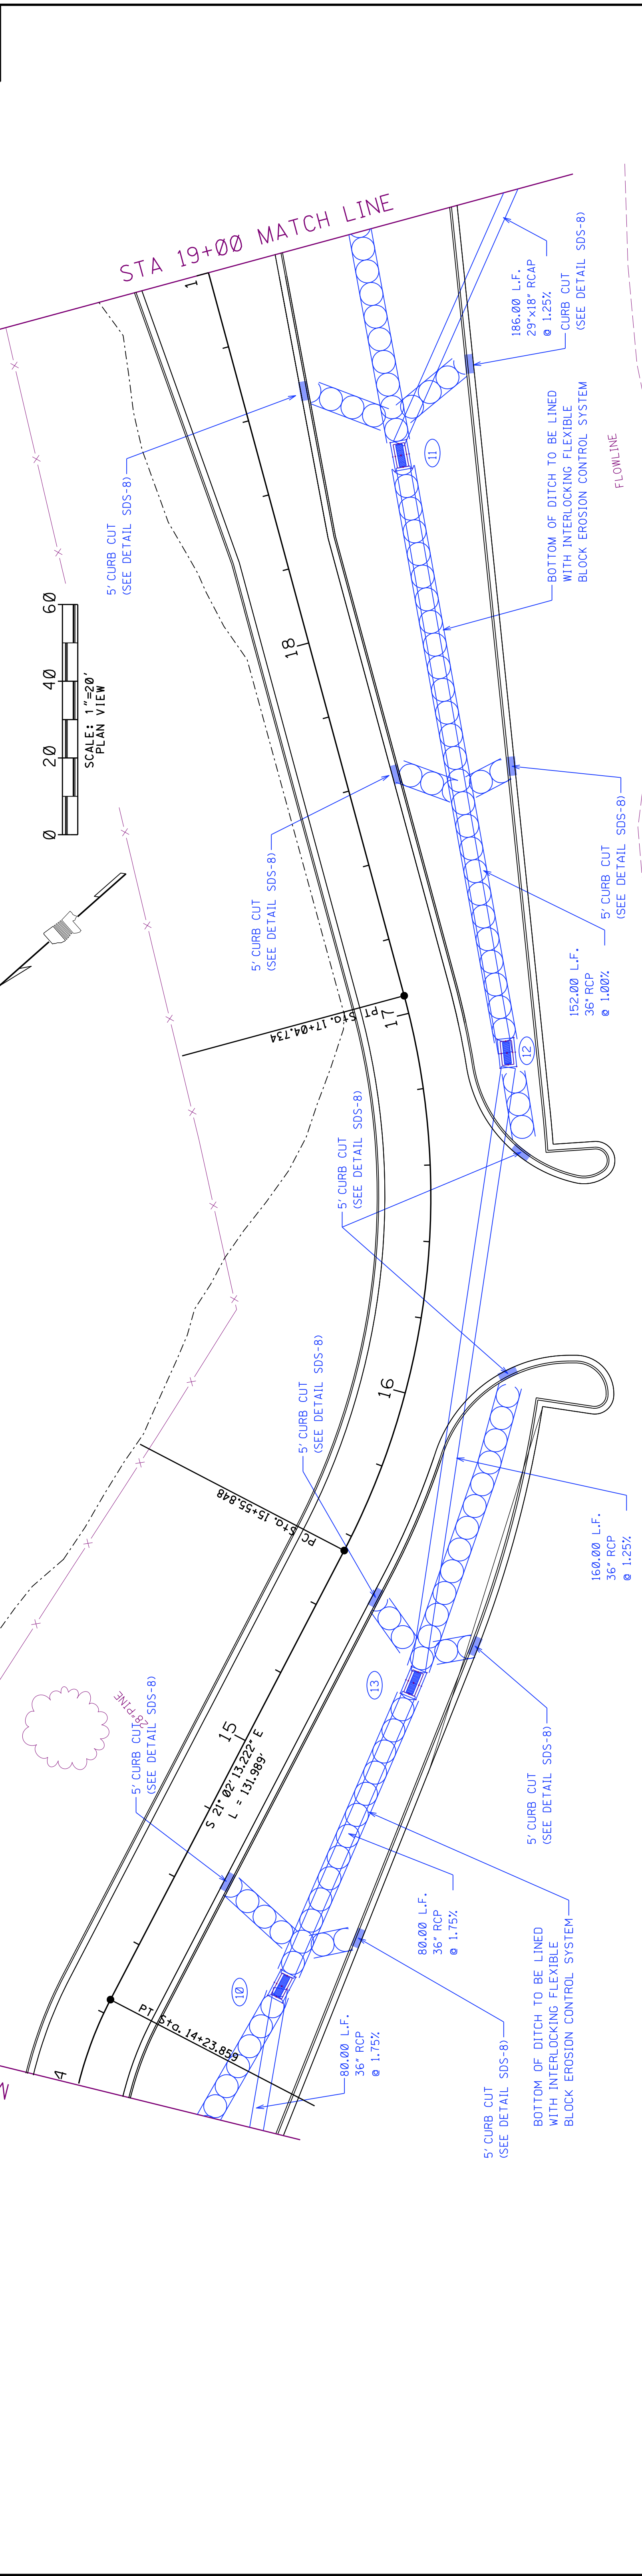 STA 19+00 MATCH LINE
1
186.00 L.F.
29"x18" RCAP
@ 1.25%
CURB CUT
(SEE DETAIL SDS-8)
5' CURB CUT
(SEE DETAIL SDS-8)
11
BOTTOM OF DITCH TO BE LINED
WITH INTERLOCKING FLEXIBLE
BLOCK EROSION CONTROL SYSTEM
FLOWLINE
0 20 40 60
SCALE: 1"=20'
PLAN VIEW
18
5' CURB CUT
(SEE DETAIL SDS-8)
5' CURB CUT
(SEE DETAIL SDS-8)
152.00 L.F.
36" RCP
@ 1.00%
PT Sta. 17+04.734
17
12
5' CURB CUT
(SEE DETAIL SDS-8)
16
5' CURB CUT
(SEE DETAIL SDS-8)
PC Sta. 15+55.848
160.00 L.F.
36" RCP
@ 1.25%
13
28"PINE
5' CURB CUT
(SEE DETAIL SDS-8)
15
S 21° 02' 13.222" E
L = 131.989'
5' CURB CUT
(SEE DETAIL SDS-8)
80.00 L.F.
36" RCP
@ 1.75%
10
PT Sta. 14+23.859
4
80.00 L.F.
36" RCP
@ 1.75%
5' CURB CUT
(SEE DETAIL SDS-8)
BOTTOM OF DITCH TO BE LINED
WITH INTERLOCKING FLEXIBLE
BLOCK EROSION CONTROL SYSTEM